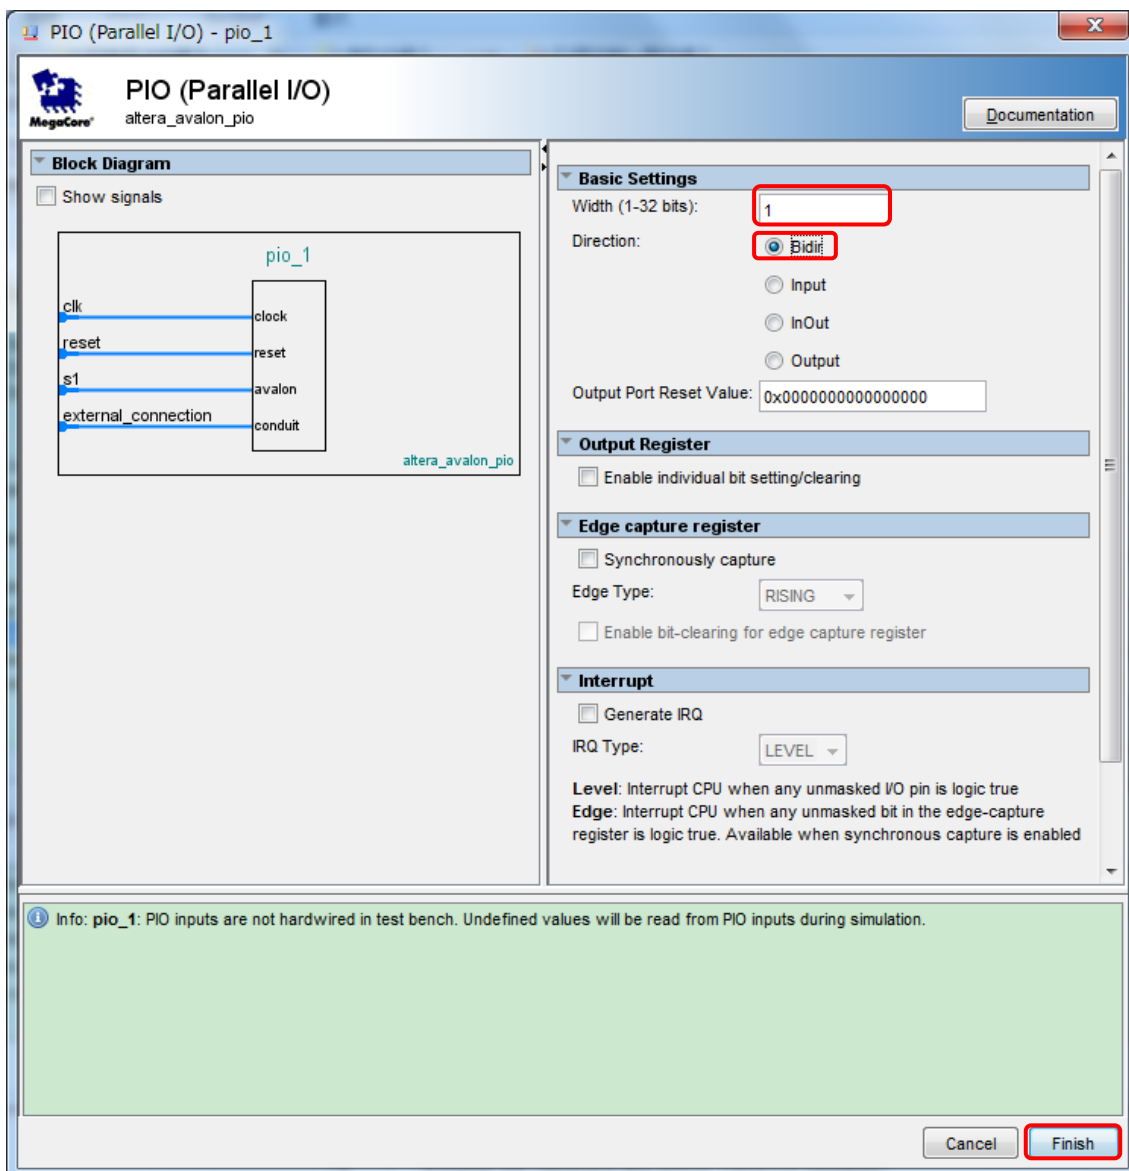 PIO (Parallel I/O) - pio_1
MegaCore®
PIO (Parallel I/O)
altera_avalon_pio
Documentation
Block Diagram
Show signals
pio_1
clk
clock
reset
reset
s1
avalon
external_connection
conduit
altera_avalon_pio
Basic Settings
Width (1-32 bits):
1
Direction:
Bidir
Input
InOut
Output
Output Port Reset Value:
0x0000000000000000
Output Register
Enable individual bit setting/clearing
Edge capture register
Synchronously capture
Edge Type:
RISING
Enable bit-clearing for edge capture register
Interrupt
Generate IRQ
IRQ Type:
LEVEL
Level: Interrupt CPU when any unmasked I/O pin is logic true
Edge: Interrupt CPU when any unmasked bit in the edge-capture
register is logic true. Available when synchronous capture is enabled
Info: pio_1: PIO inputs are not hardwired in test bench. Undefined values will be read from PIO inputs during simulation.
Cancel
Finish